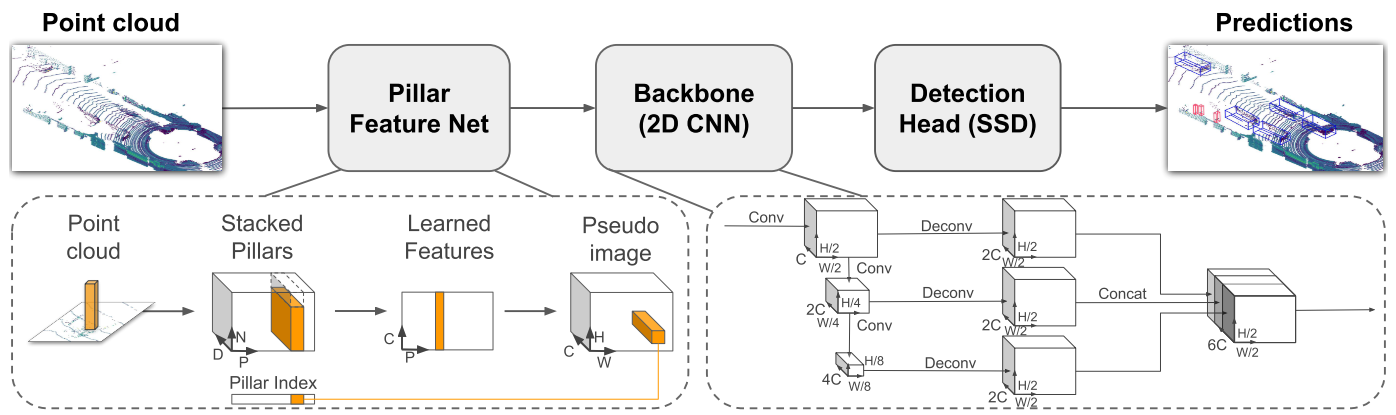 Point cloud
Predictions
Pillar
Feature Net
Backbone
(2D CNN)
Detection
Head (SSD)
Point
cloud
Stacked
Pillars
Learned
Features
Pseudo
image
D
N
P
C
P
C
H
W
Pillar Index
Conv
C
H/2
W/2
Deconv
2C
H/2
W/2
Conv
2C
H/4
W/4
Deconv
2C
H/2
W/2
Concat
Conv
4C
H/8
W/8
Deconv
2C
H/2
W/2
6C
H/2
W/2